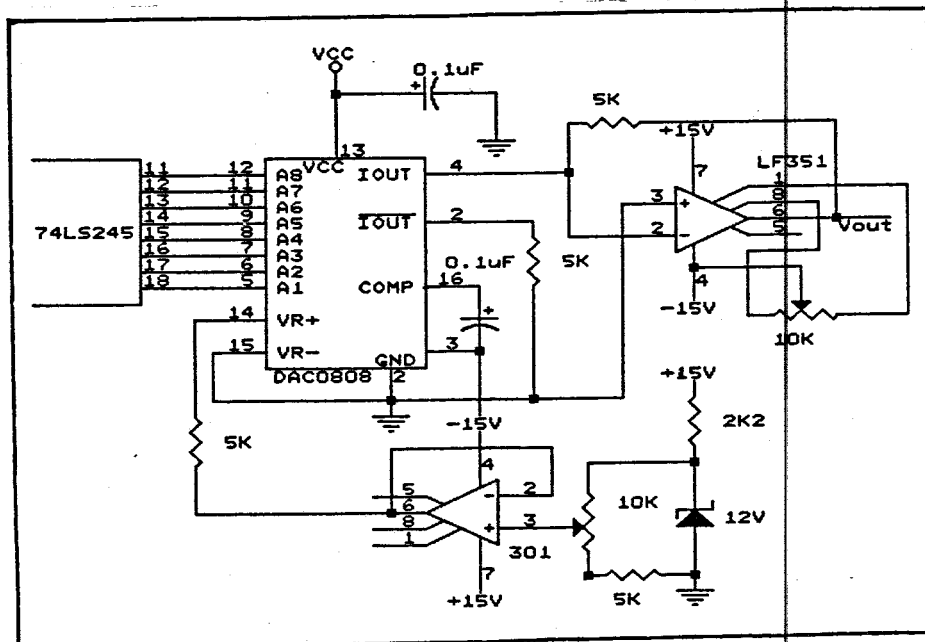 VCC
0.1uF
5K
+15V
7
LF351
13
VCC
74LS245
11 12 A8
12 11 A7
13 10 A6
14 9 A5
15 8 A4
16 7 A3
17 6 A2
18 5 A1
14 VR+
15 VR-
IOUT 4
IOUT 2
COMP 16
3
GND
2
DAC0808
0.1uF
+
5K
3 +
2 -
1
8
6
5
Vout
4
-15V
10K
+15V
2K2
12V
10K
5K
5K
-15V
4
5
6
8
1
- 2
+ 3
301
7
+15V